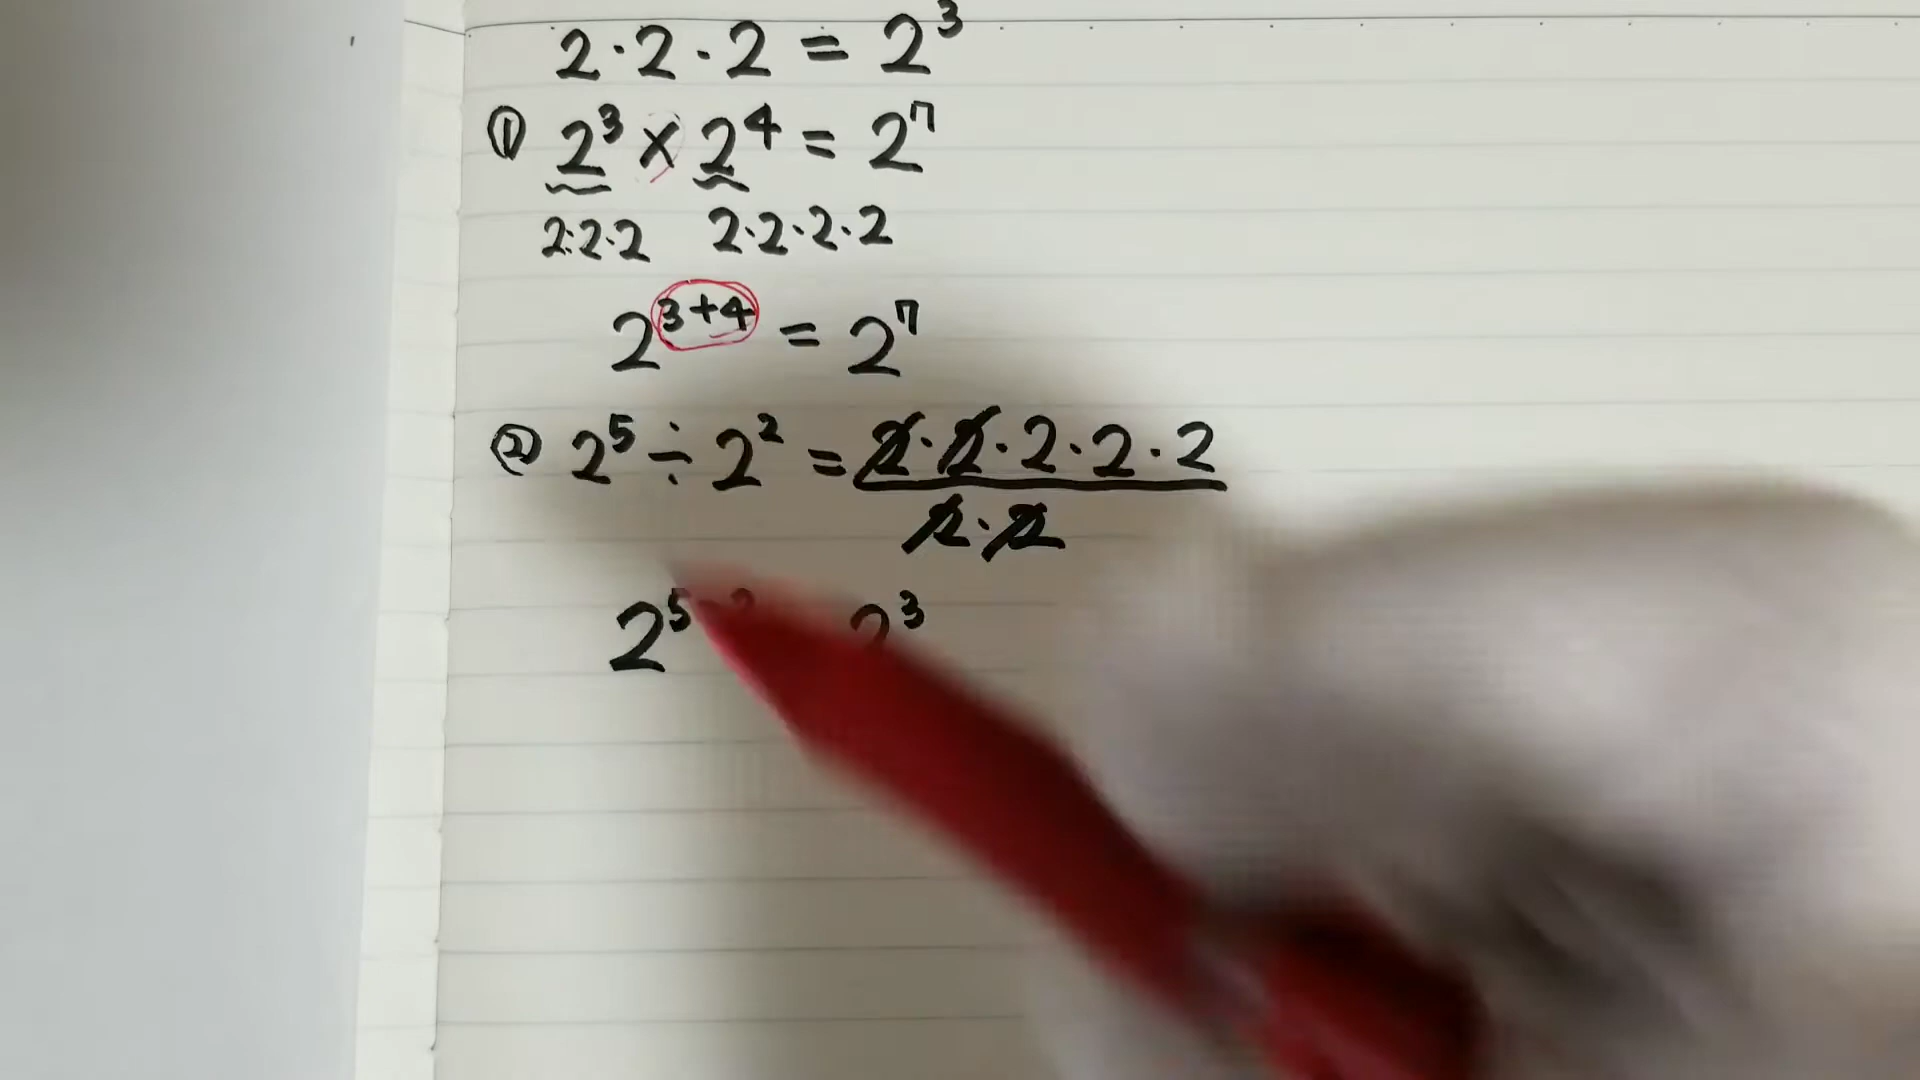 2·2·2 = 2³
① 2³ × 2⁴ = 2⁷
2·2·2 2·2·2·2
2³⁺⁴ = 2⁷
② 2⁵ ÷ 2² = 2·2·2·2·2
2·2
2⁵ 2³